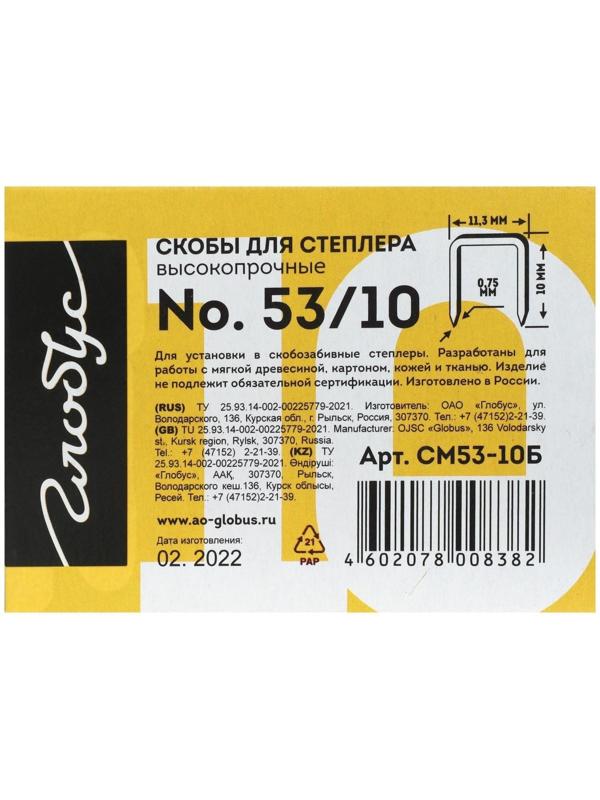 Глобус
СКОБЫ ДЛЯ СТЕПЛЕРА
высокопрочные
No. 53/10
11,3 ММ
0,75
ММ
10 ММ
Для установки в скобозабивные степлеры. Разработаны для
работы с мягкой древесиной, картоном, кожей и тканью. Изделие
не подлежит обязательной сертификации. Изготовлено в России.
(RUS) ТУ 25.93.14-002-00225779-2021. Изготовитель: ОАО «Глобус», ул.
Володарского, 136, Курская обл., г. Рыльск, Россия, 307370. Тел.: +7 (47152) 2-21-39.
(GB) TU 25.93.14-002-00225779-2021. Manufacturer: OJSC «Globus», 136 Volodarsky
st., Kursk region, Rylsk, 307370, Russia.
Tel.: +7 (47152) 2-21-39. (KZ) ТУ
25.93.14-002-00225779-2021. Өндіруші:
«Глобус», ААҚ, 307370, Рыльск,
Володарского кеш.136, Курск облысы,
Ресей. Тел.: +7 (47152)2-21-39.
Арт. СМ53-10Б
www.ao-globus.ru
Дата изготовления:
02. 2022
21
PAP
4 602078 008382
10